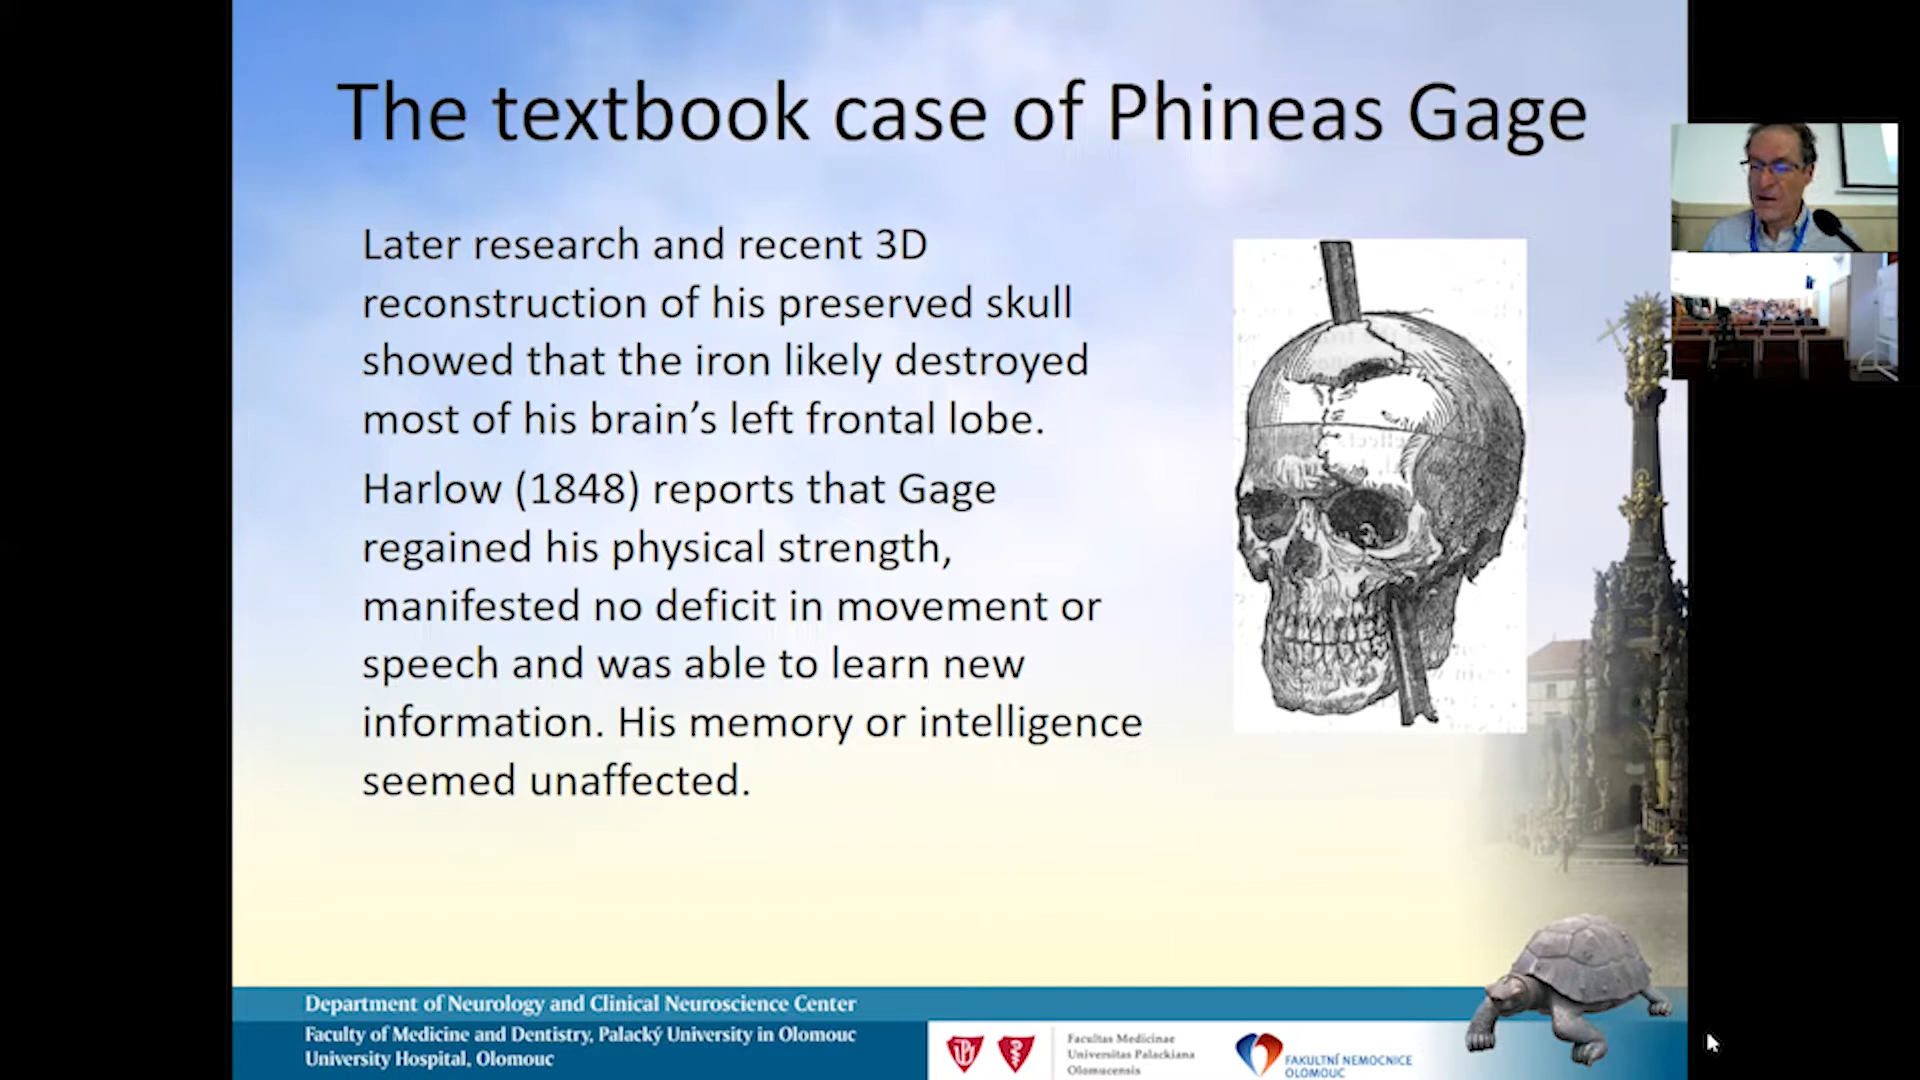 The textbook case of Phineas Gage
Later research and recent 3D
reconstruction of his preserved skull
showed that the iron likely destroyed
most of his brain’s left frontal lobe.
Harlow (1848) reports that Gage
regained his physical strength,
manifested no deficit in movement or
speech and was able to learn new
information. His memory or intelligence
seemed unaffected.
Department of Neurology and Clinical Neuroscience Center
Faculty of Medicine and Dentistry, Palacký University in Olomouc
University Hospital, Olomouc
Facultas Medicinae
Universitas Palackiana
Olomucensis
FAKULTNÍ NEMOCNICE
OLOMOUC